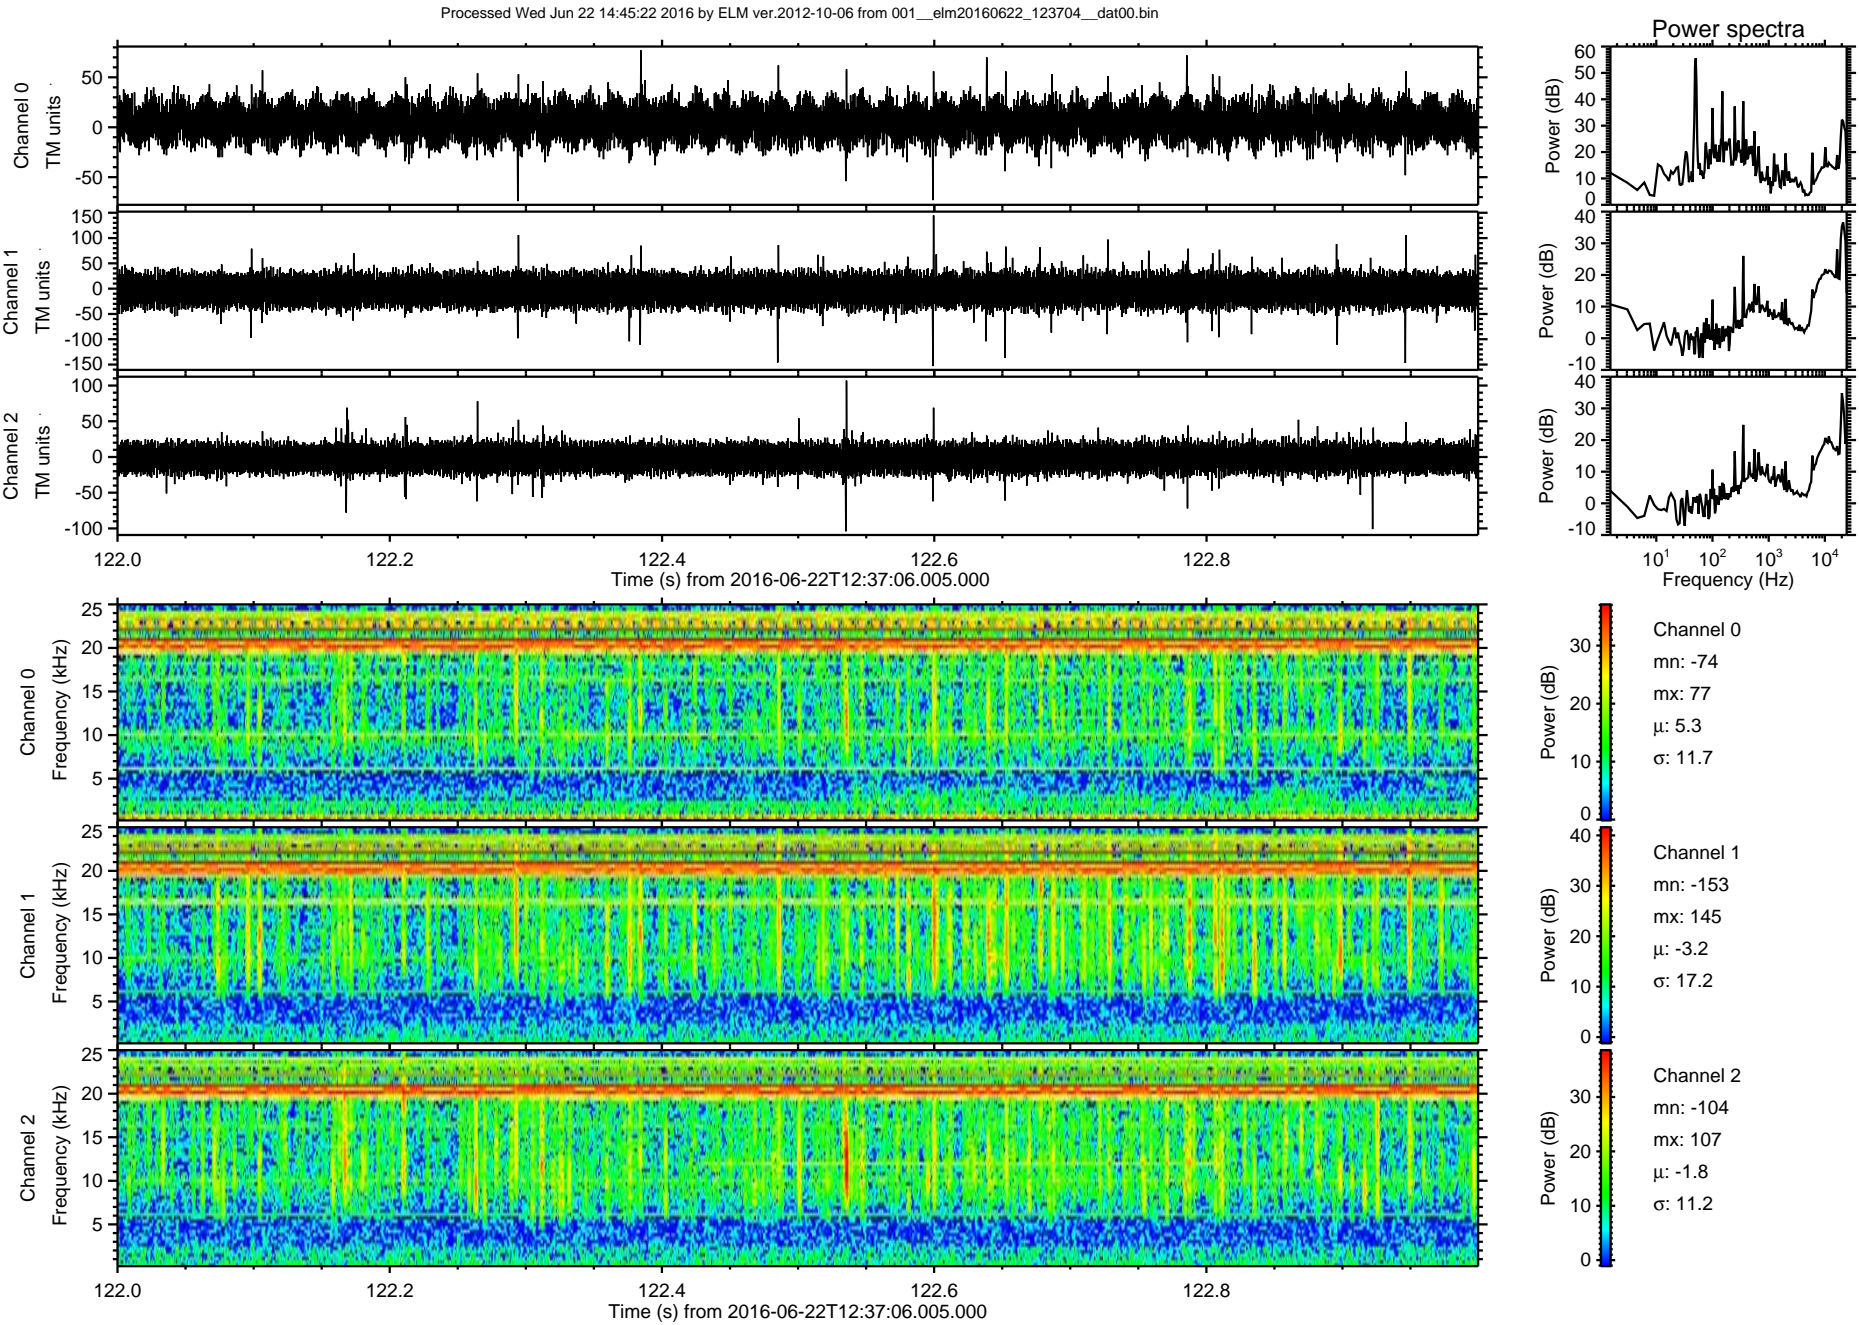 Processed Wed Jun 22 14:45:22 2016 by ELM ver.2012-10-06 from 001__elm20160622_123704__dat00.bin
Power spectra
Channel 0
TM units
50
0
-50
Power (dB)
60
50
40
30
20
10
0
Channel 1
TM units
150
100
50
0
-50
-100
-150
Power (dB)
40
30
20
10
0
-10
Channel 2
TM units
100
50
0
-50
-100
Power (dB)
40
30
20
10
0
-10
122.0 122.2 122.4 122.6 122.8
Time (s) from 2016-06-22T12:37:06.005.000
10¹ 10² 10³ 10⁴
Frequency (Hz)
Channel 0
Frequency (kHz)
25
20
15
10
5
Power (dB)
30
20
10
0
Channel 0
mn: -74
mx: 77
μ: 5.3
σ: 11.7
Channel 1
Frequency (kHz)
25
20
15
10
5
Power (dB)
40
30
20
10
0
Channel 1
mn: -153
mx: 145
μ: -3.2
σ: 17.2
Channel 2
Frequency (kHz)
25
20
15
10
5
Power (dB)
30
20
10
0
Channel 2
mn: -104
mx: 107
μ: -1.8
σ: 11.2
122.0 122.2 122.4 122.6 122.8
Time (s) from 2016-06-22T12:37:06.005.000